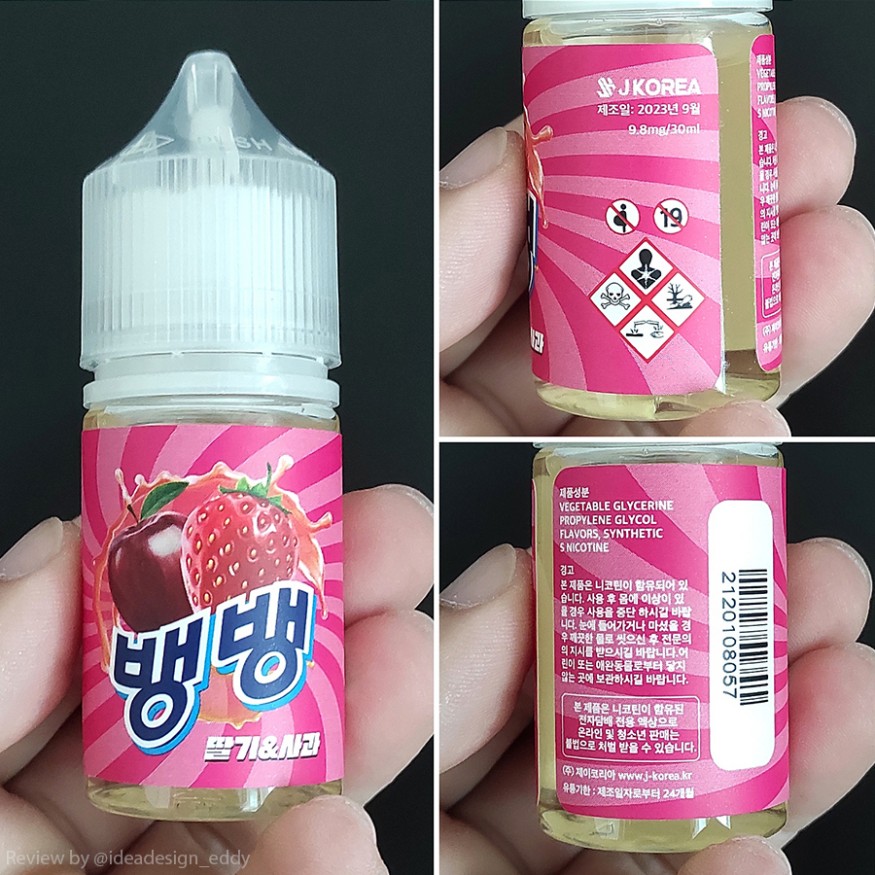 PUSH
뱅뱅
딸기&사과
Review by @ideadesign_eddy
J KOREA
제조일: 2023년 9월
9.8mg/30ml
19
사과
제품성분
VEGETABLE GLYCERINE
PROPYLENE GLYCOL
FLAVORS, SYNTHETIC
S NICOTINE
경고
본 제품은 니코틴이 함유되어 있
습니다. 사용 후 몸에 이상이 있
을 경우 사용을 중단 하시길 바랍
니다. 눈에 들어가거나 마셨을 경
우 깨끗한 물로 씻으신 후 전문의
의 지시를 받으시길 바랍니다.어
린이 또는 애완동물로부터 닿지
않는 곳에 보관하시길 바랍니다.
본 제품은 니코틴이 함유된
전자담배 전용 액상으로
온라인 및 청소년 판매는
불법으로 처벌 받을 수 있습니다.
(주) 제이코리아 www.j-korea.kr
유통기한 : 제조일자로부터 24개월
2120108057